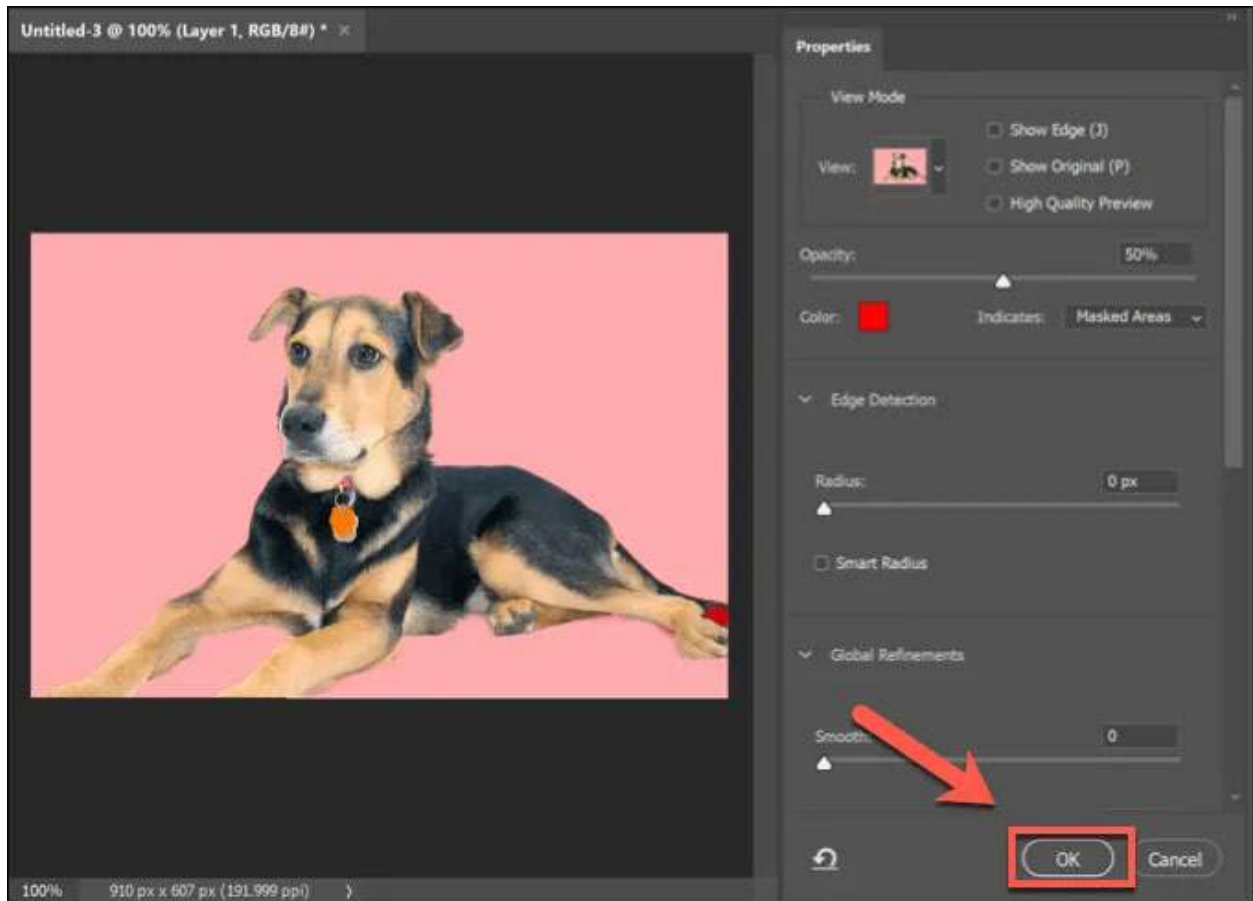 Untitled-3 @ 100% (Layer 1, RGB/8#) * ×
Properties
View Mode
Show Edge (J)
View:
Show Original (P)
High Quality Preview
Opacity:
50%
Color:
Indicates:
Masked Areas
Edge Detection
Radius:
0 px
Smart Radius
Global Refinements
Smooth:
0
OK
Cancel
100%
910 px x 607 px (191.999 ppi)